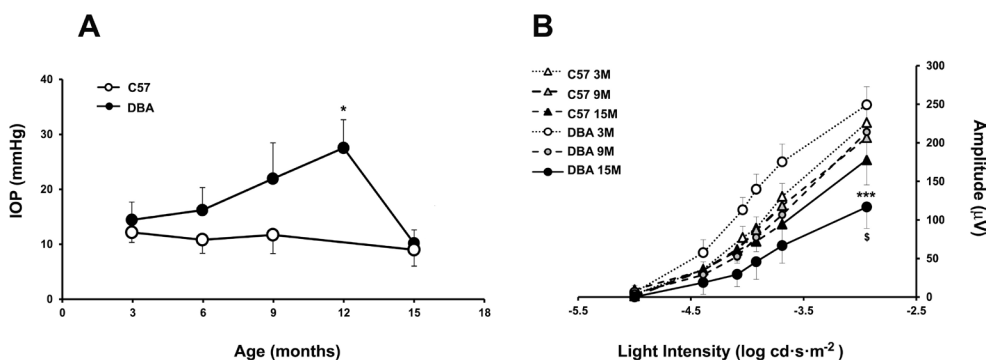 A
B
C57
DBA
*
IOP (mmHg)
40
30
20
10
0
0 3 6 9 12 15 18
Age (months)
C57 3M
C57 9M
C57 15M
DBA 3M
DBA 9M
DBA 15M
***
$
300
250
200
150
100
50
0
Amplitude (μV)
-5.5 -4.5 -3.5 -2.5
Light Intensity (log cd·s·m-2)